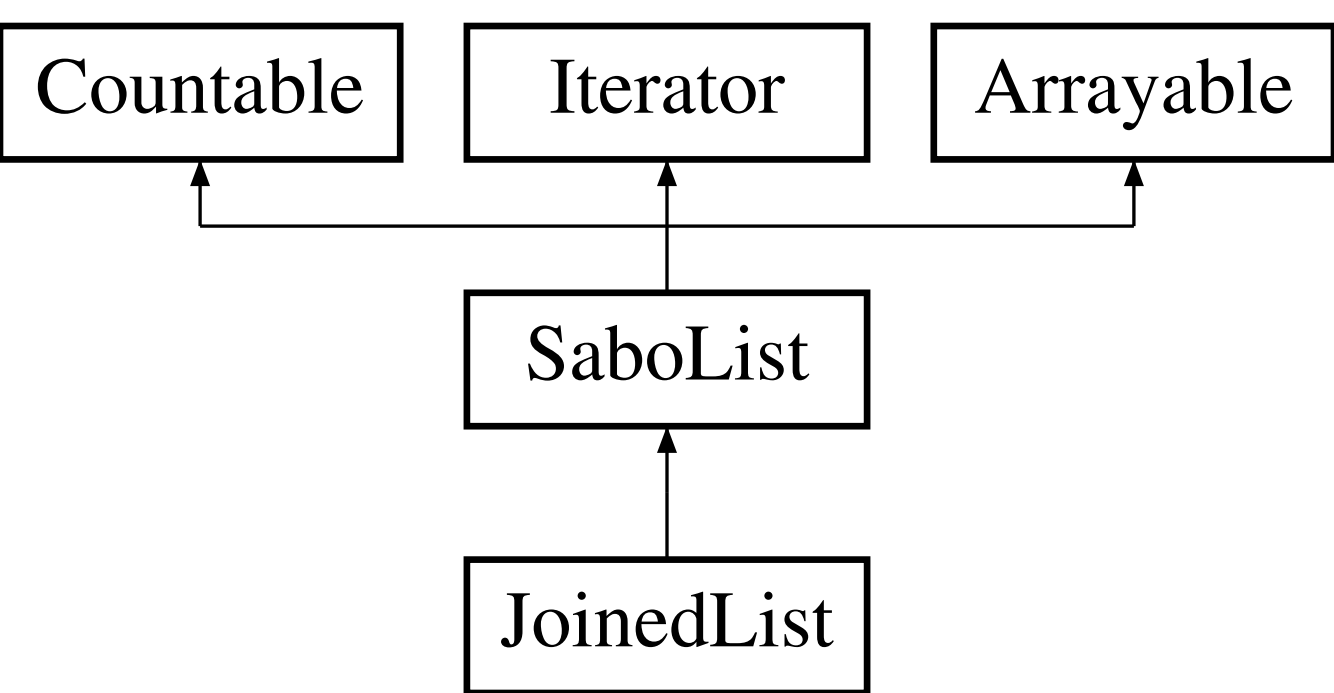 Countable
Iterator
Arrayable
SaboList
JoinedList